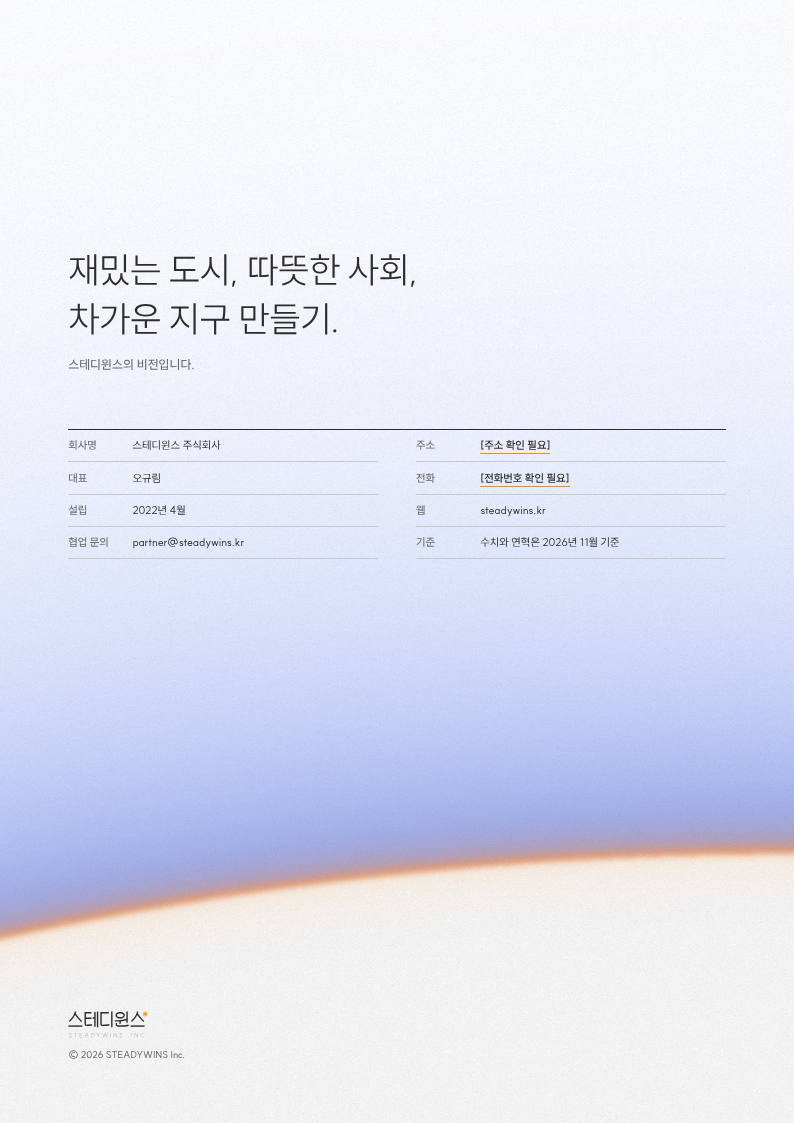 재밌는 도시, 따뜻한 사회,
차가운 지구 만들기.
스테디윈스의 비전입니다.
회사명 스테디윈스 주식회사
대표 오규림
설립 2022년 4월
협업 문의 partner@steadywins.kr
주소 [주소 확인 필요]
전화 [전화번호 확인 필요]
웹 steadywins.kr
기준 수치와 연혁은 2026년 11월 기준
스테디윈스
STEADYWINS .INC
© 2026 STEADYWINS Inc.